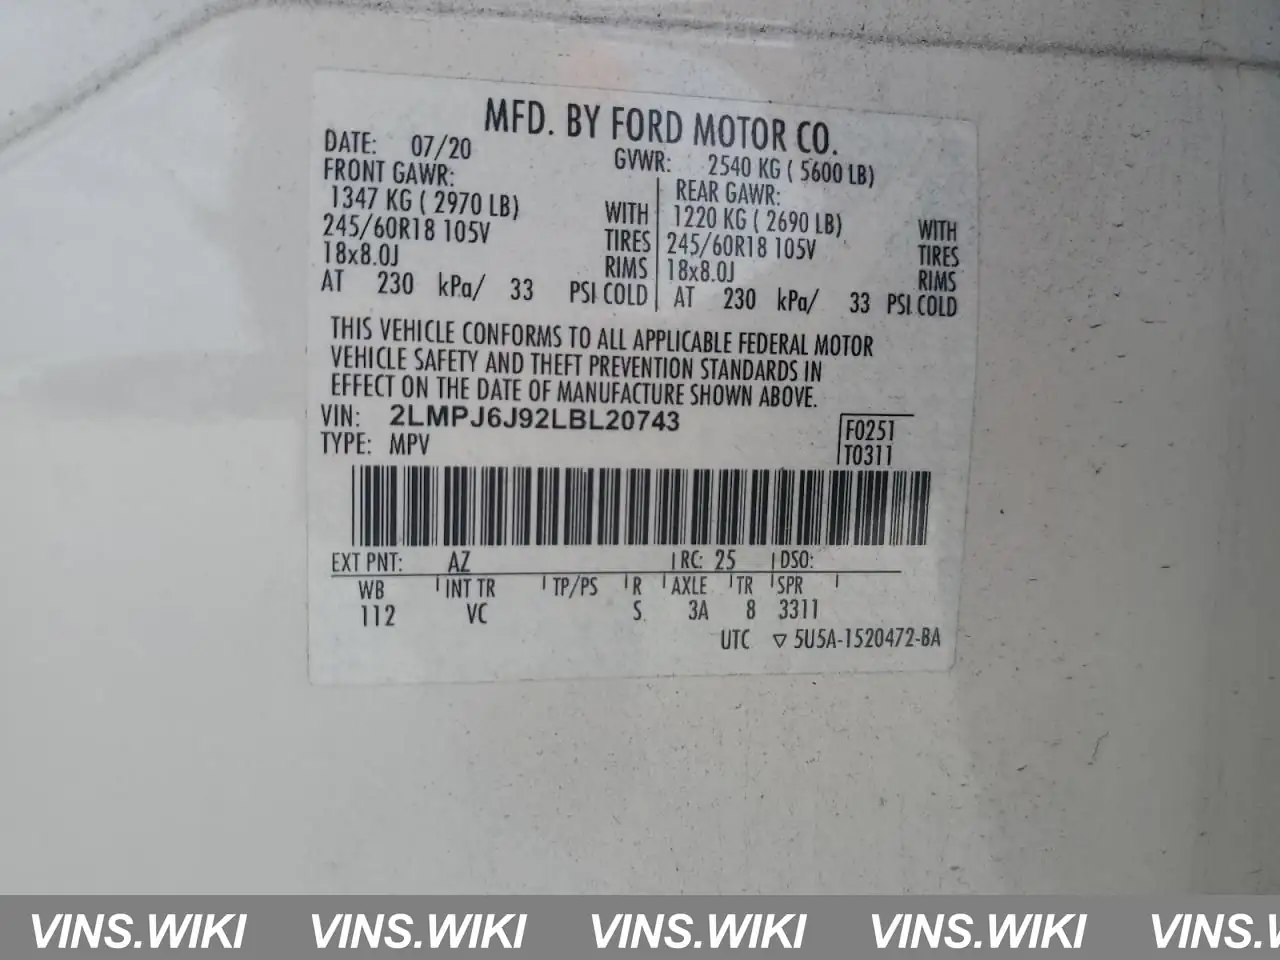 MFD. BY FORD MOTOR CO.
DATE: 07/20 GVWR: 2540 KG ( 5600 LB)
FRONT GAWR: REAR GAWR:
1347 KG ( 2970 LB) WITH 1220 KG ( 2690 LB) WITH
245/60R18 105V TIRES 245/60R18 105V TIRES
18x8.0J RIMS 18x8.0J RIMS
AT 230 kPa/ 33 PSI COLD AT 230 kPa/ 33 PSI COLD
THIS VEHICLE CONFORMS TO ALL APPLICABLE FEDERAL MOTOR
VEHICLE SAFETY AND THEFT PREVENTION STANDARDS IN
EFFECT ON THE DATE OF MANUFACTURE SHOWN ABOVE.
VIN: 2LMPJ6J92LBL20743 F0251
TYPE: MPV T0311
EXT PNT: AZ RC: 25 DSO:
WB INT TR TP/PS R AXLE TR SPR
112 VC S 3A 8 3311
UTC ▽ 5U5A-1520472-BA
VINS.WIKI VINS.WIKI VINS.WIKI VINS.WIKI VINS.W